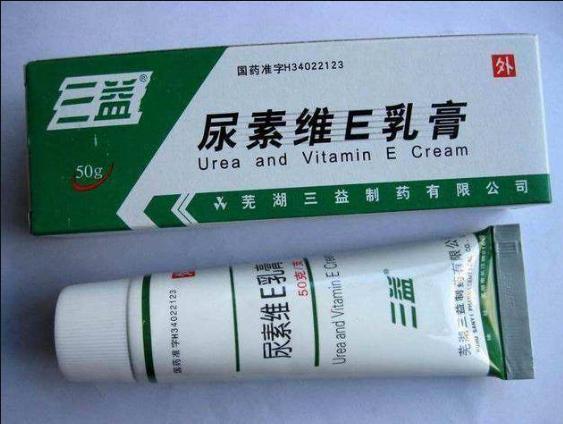 国药准字H34022123
外
三益®
尿素维E乳膏
Urea and Vitamin E Cream
50g
芜湖三益制药有限公司
国药准字H34022123
外
尿素维E乳膏
50克/支
Urea and Vitamin E Cre
三益®
芜湖三益制药有限公